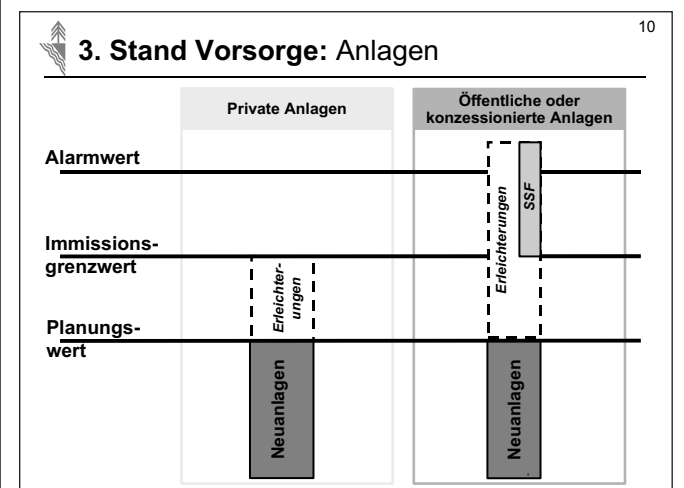 10
3. Stand Vorsorge: Anlagen
Private Anlagen
Öffentliche oder
konzessionierte Anlagen
Alarmwert
Immissions-
grenzwert
Planungs-
wert
Erleichter-
ungen
Neuanlagen
Erleichterungen
SSF
Neuanlagen